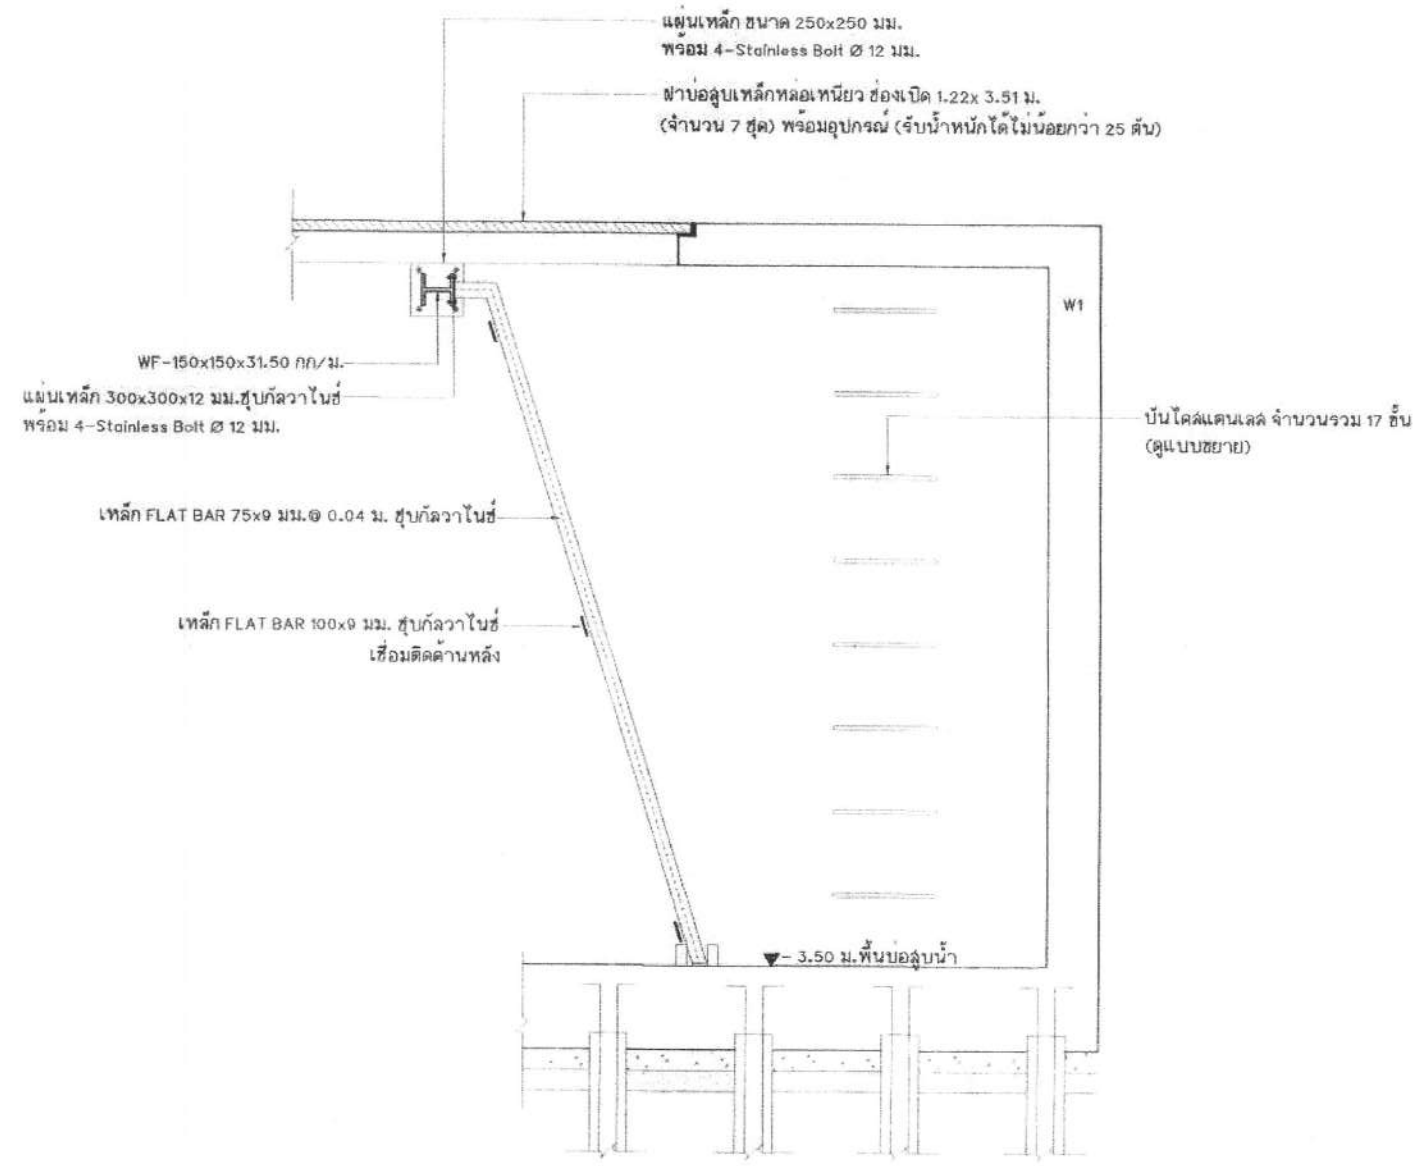 แผ่นเหล็ก ขนาด 250x250 มม.
พร้อม 4-Stainless Bolt Ø 12 มม.
ฝาบ่อสูบเหล็กหล่อเหนียว ช่องเปิด 1.22x 3.51 ม.
(จำนวน 7 ชุด) พร้อมอุปกรณ์ (รับน้ำหนักได้ไม่น้อยกว่า 25 ตัน)
W1
WF-150x150x31.50 กก/ม.
แผ่นเหล็ก 300x300x12 มม.ชุบกัลวาไนซ์
พร้อม 4-Stainless Bolt Ø 12 มม.
บันไดสแตนเลส จำนวนรวม 17 ขั้น
(ดูแบบขยาย)
เหล็ก FLAT BAR 75x9 มม.@ 0.04 ม. ชุบกัลวาไนซ์
เหล็ก FLAT BAR 100x9 มม. ชุบกัลวาไนซ์
เชื่อมติดด้านหลัง
- 3.50 ม.พื้นบ่อสูบน้ำ